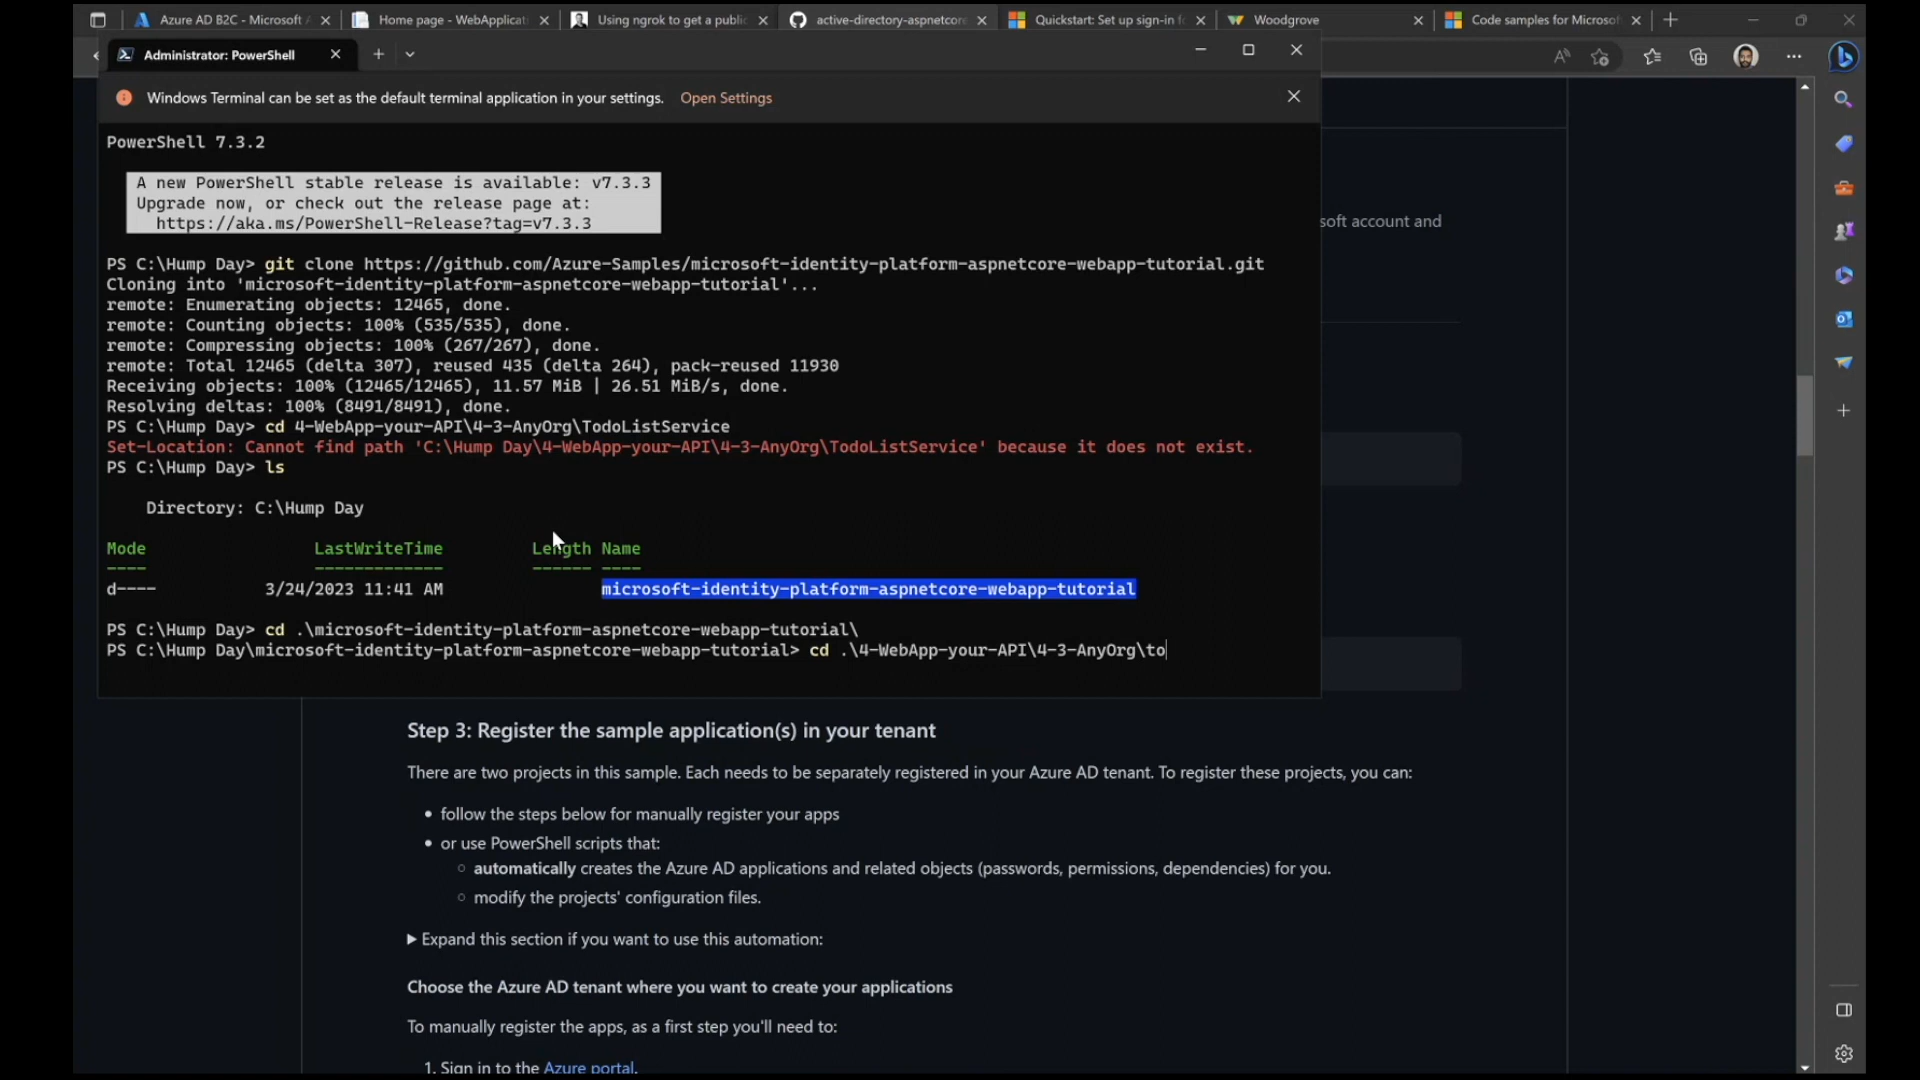 Azure AD B2C - Microsoft
Home page - WebApplicat
Using ngrok to get a public
active-directory-aspnetcore
Quickstart: Set up sign-in f
Woodgrove
Code samples for Microsof
Administrator: PowerShell
Windows Terminal can be set as the default terminal application in your settings. Open Settings
PowerShell 7.3.2
A new PowerShell stable release is available: v7.3.3
Upgrade now, or check out the release page at:
https://aka.ms/PowerShell-Release?tag=v7.3.3
soft account and
PS C:\Hump Day> git clone https://github.com/Azure-Samples/microsoft-identity-platform-aspnetcore-webapp-tutorial.git
Cloning into 'microsoft-identity-platform-aspnetcore-webapp-tutorial'...
remote: Enumerating objects: 12465, done.
remote: Counting objects: 100% (535/535), done.
remote: Compressing objects: 100% (267/267), done.
remote: Total 12465 (delta 307), reused 435 (delta 264), pack-reused 11930
Receiving objects: 100% (12465/12465), 11.57 MiB | 26.51 MiB/s, done.
Resolving deltas: 100% (8491/8491), done.
PS C:\Hump Day> cd 4-WebApp-your-API\4-3-AnyOrg\TodoListService
Set-Location: Cannot find path 'C:\Hump Day\4-WebApp-your-API\4-3-AnyOrg\TodoListService' because it does not exist.
PS C:\Hump Day> ls
Directory: C:\Hump Day
Mode LastWriteTime Length Name
---- ------------- ------ ----
d---- 3/24/2023 11:41 AM microsoft-identity-platform-aspnetcore-webapp-tutorial
PS C:\Hump Day> cd .\microsoft-identity-platform-aspnetcore-webapp-tutorial\
PS C:\Hump Day\microsoft-identity-platform-aspnetcore-webapp-tutorial> cd .\4-WebApp-your-API\4-3-AnyOrg\to
Step 3: Register the sample application(s) in your tenant
There are two projects in this sample. Each needs to be separately registered in your Azure AD tenant. To register these projects, you can:
• follow the steps below for manually register your apps
• or use PowerShell scripts that:
○ automatically creates the Azure AD applications and related objects (passwords, permissions, dependencies) for you.
○ modify the projects' configuration files.
▶ Expand this section if you want to use this automation:
Choose the Azure AD tenant where you want to create your applications
To manually register the apps, as a first step you'll need to:
1. Sign in to the Azure portal.